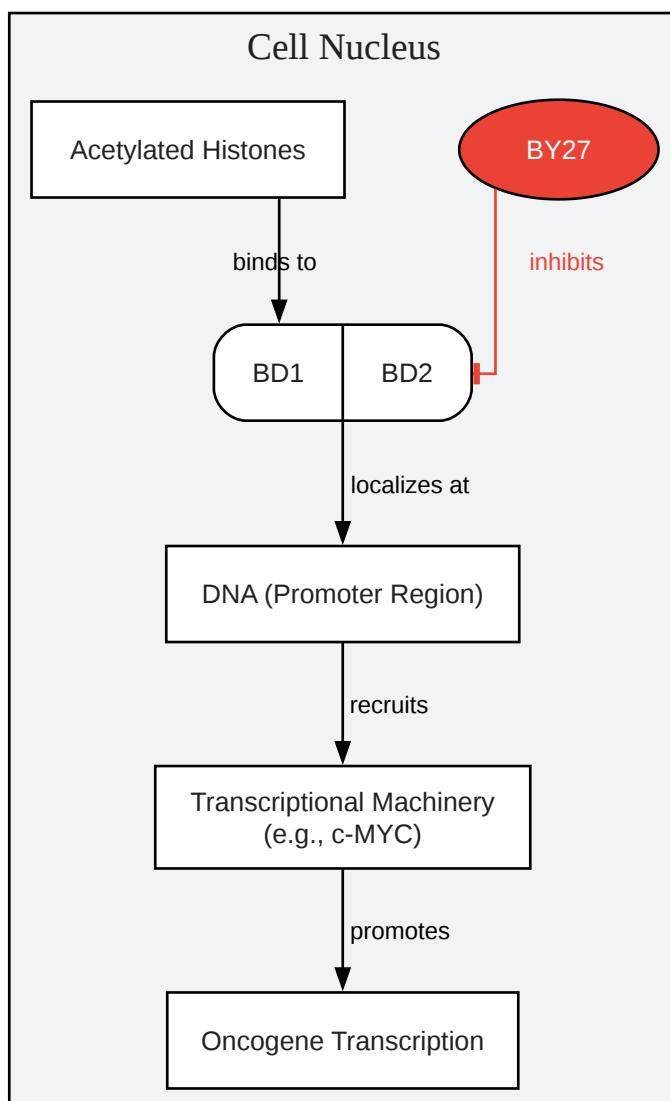 Cell Nucleus
Acetylated Histones
BY27
binds to
inhibits
BD1
BD2
localizes at
DNA (Promoter Region)
recruits
Transcriptional Machinery
(e.g., c-MYC)
promotes
Oncogene Transcription